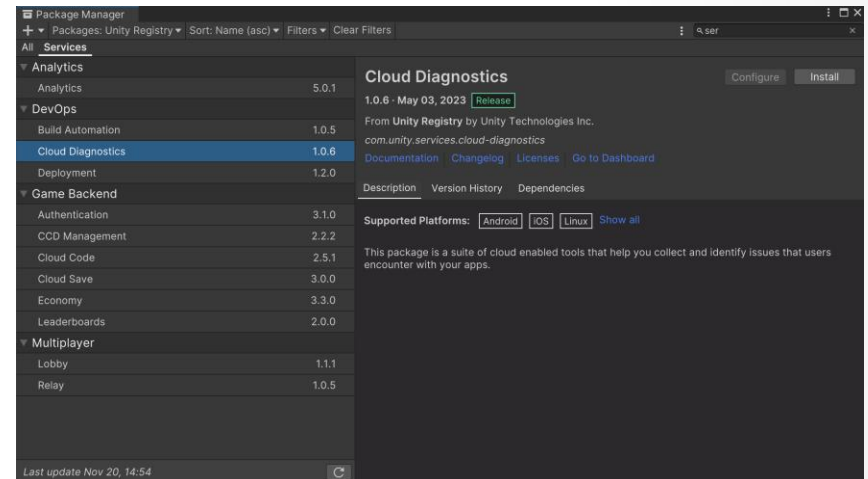 Package Manager
Packages: Unity Registry Sort: Name (asc) Filters Clear Filters ser
All Services
Analytics
Analytics 5.0.1
DevOps
Build Automation 1.0.5
Cloud Diagnostics 1.0.6
Deployment 1.2.0
Game Backend
Authentication 3.1.0
CCD Management 2.2.2
Cloud Code 2.5.1
Cloud Save 3.0.0
Economy 3.3.0
Leaderboards 2.0.0
Multiplayer
Lobby 1.1.1
Relay 1.0.5
Last update Nov 20, 14:54
Cloud Diagnostics Configure Install
1.0.6 · May 03, 2023 Release
From Unity Registry by Unity Technologies Inc.
com.unity.services.cloud-diagnostics
Documentation Changelog Licenses Go to Dashboard
Description Version History Dependencies
Supported Platforms: Android iOS Linux Show all
This package is a suite of cloud enabled tools that help you collect and identify issues that users
encounter with your apps.